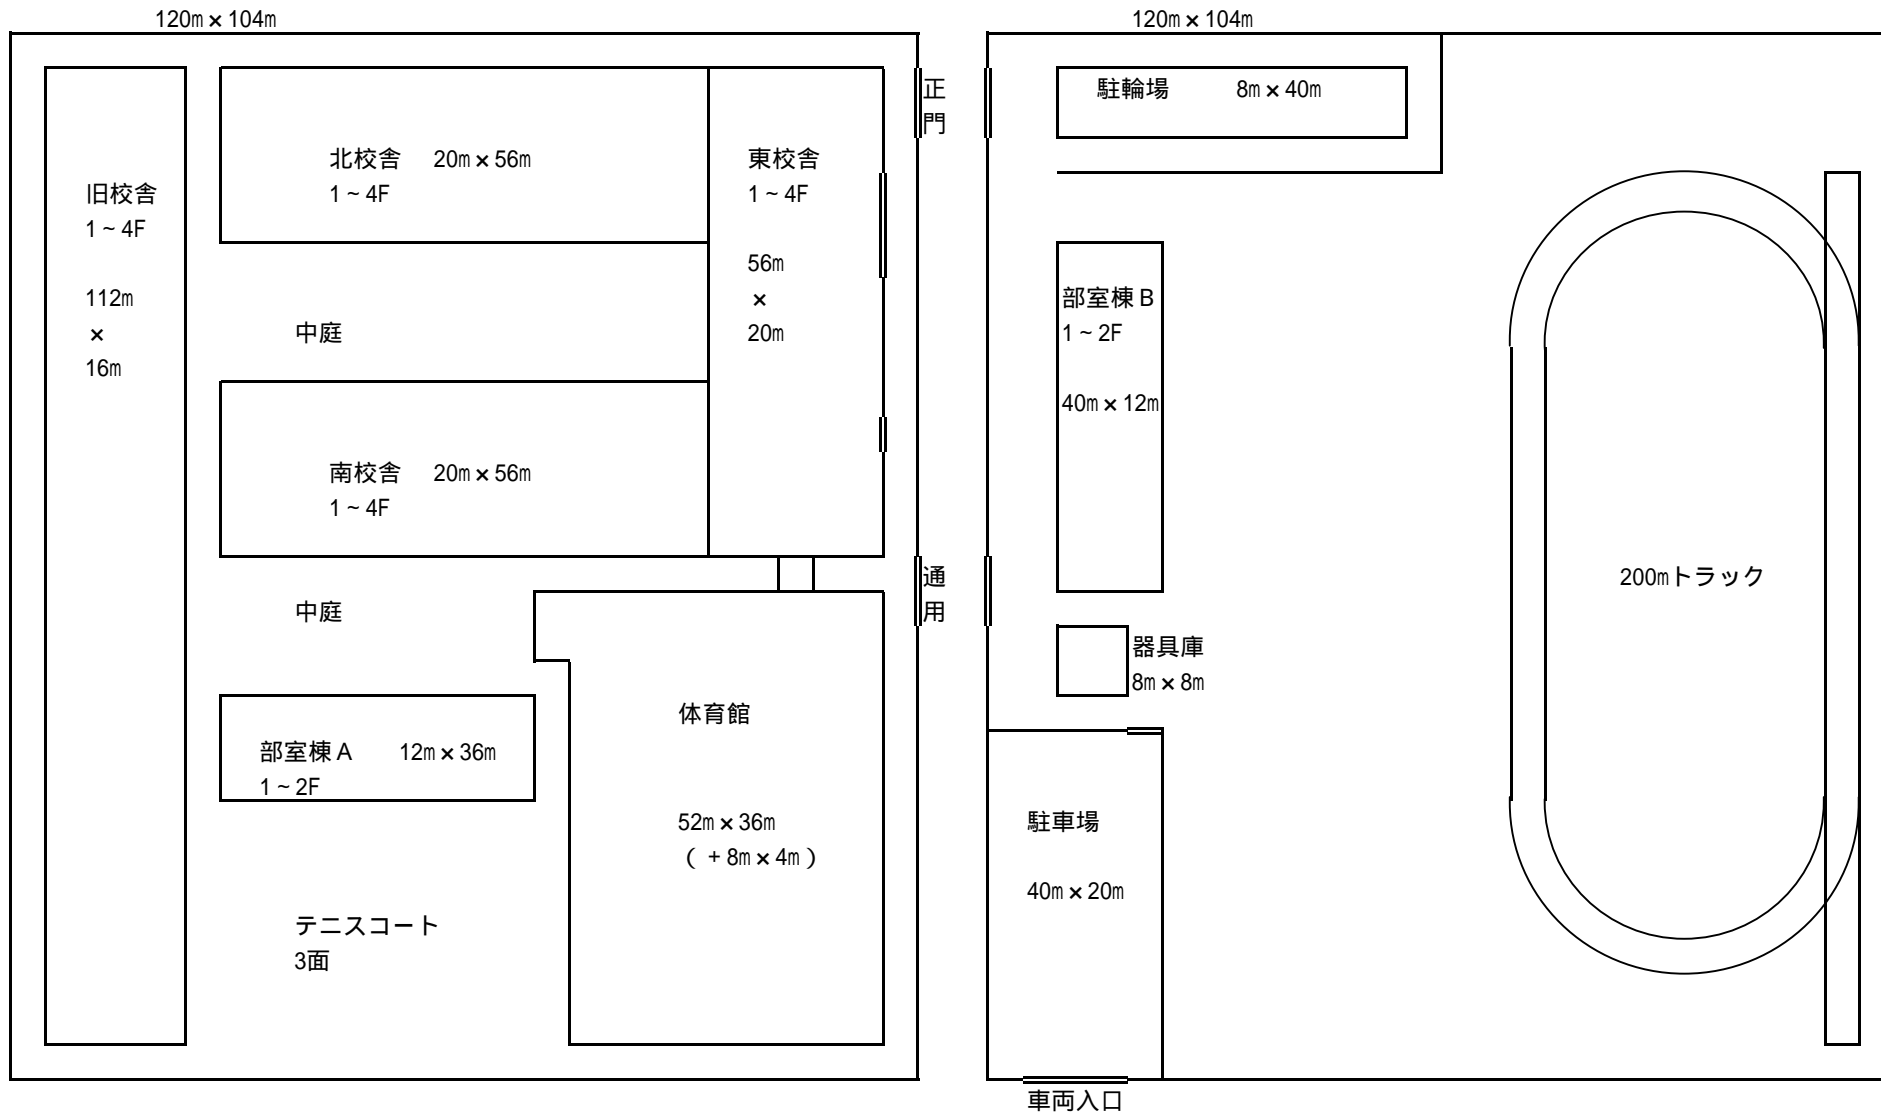 120m×104m
旧校舎
1~4F
112m
×
16m
北校舎 20m×56m
1~4F
東校舎
1~4F
56m
×
20m
中庭
南校舎 20m×56m
1~4F
中庭
部室棟A 12m×36m
1~2F
体育館
52m×36m
(+8m×4m)
テニスコート
3面
正
門
通
用
120m×104m
駐輪場 8m×40m
部室棟B
1~2F
40m×12m
器具庫
8m×8m
駐車場
40m×20m
200mトラック
車両入口